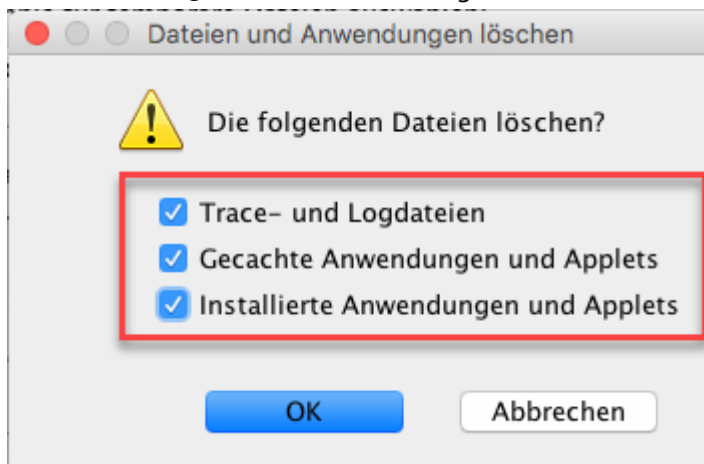 Dateien und Anwendungen löschen
Die folgenden Dateien löschen?
Trace- und Logdateien
Gecachte Anwendungen und Applets
Installierte Anwendungen und Applets
OK
Abbrechen